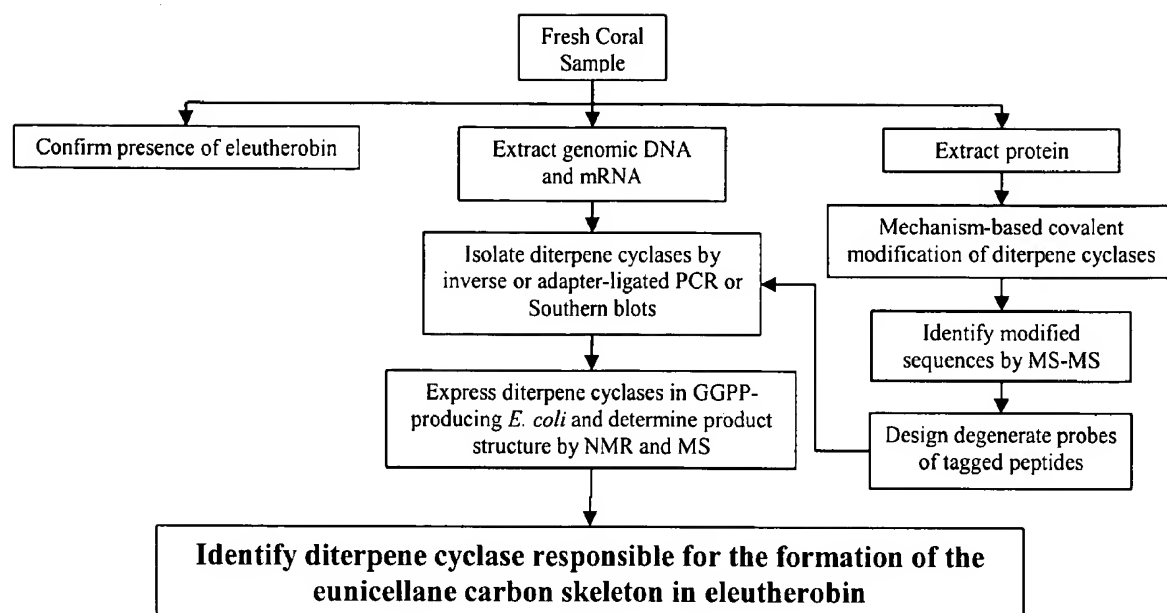 Fresh Coral
Sample
Confirm presence of eleutherobin
Extract genomic DNA
and mRNA
Extract protein
Mechanism-based covalent
modification of diterpene cyclases
Isolate diterpene cyclases by
inverse or adapter-ligated PCR or
Southern blots
Identify modified
sequences by MS-MS
Express diterpene cyclases in GGPP-
producing E. coli and determine product
structure by NMR and MS
Design degenerate probes
of tagged peptides
Identify diterpene cyclase responsible for the formation of the
eunicellane carbon skeleton in eleutherobin